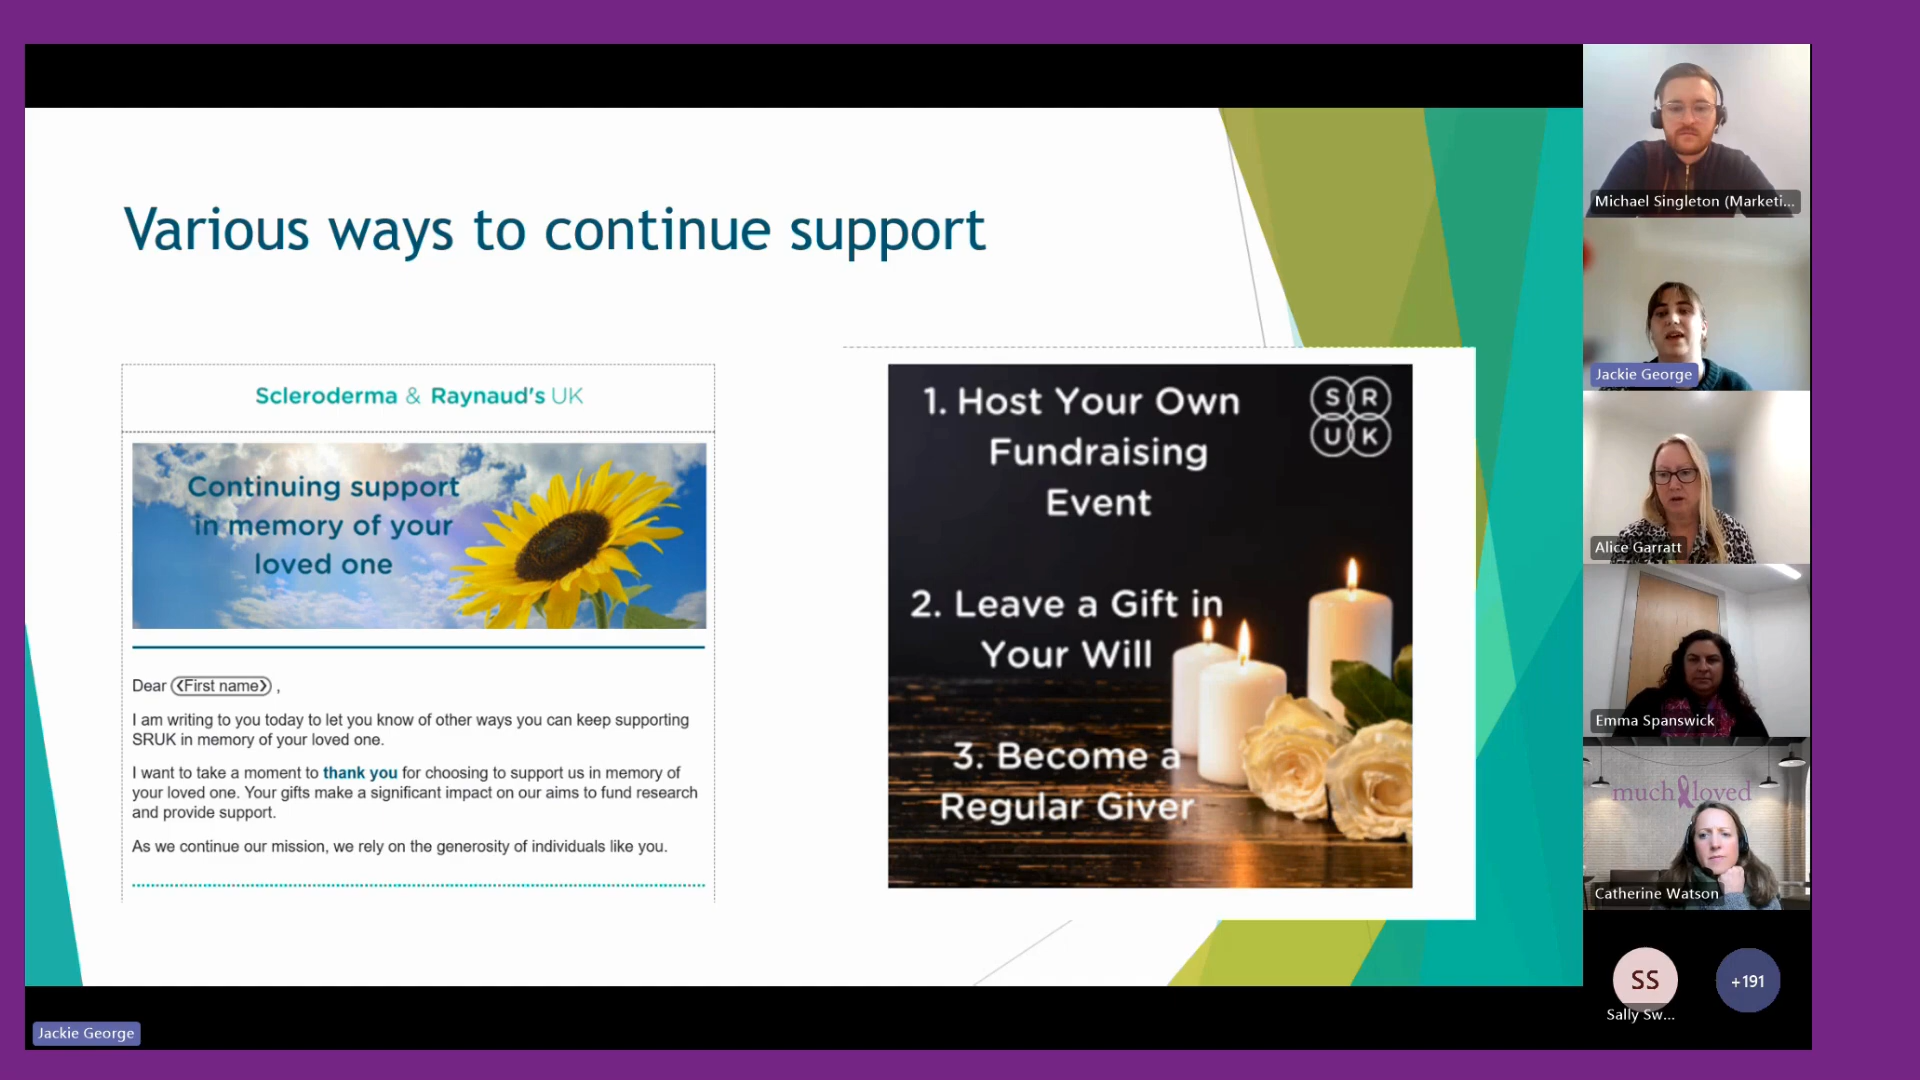 Various ways to continue support
Scleroderma & Raynaud's UK
Continuing support
in memory of your
loved one
Dear <First name> ,
I am writing to you today to let you know of other ways you can keep supporting
SRUK in memory of your loved one.
I want to take a moment to thank you for choosing to support us in memory of
your loved one. Your gifts make a significant impact on our aims to fund research
and provide support.
As we continue our mission, we rely on the generosity of individuals like you.
1. Host Your Own
Fundraising
Event
S R
U K
2. Leave a Gift in
Your Will
3. Become a
Regular Giver
Michael Singleton (Marketi...
Jackie George
Alice Garratt
Emma Spanswick
much loved
Catherine Watson
SS
Sally Sw...
+191
Jackie George